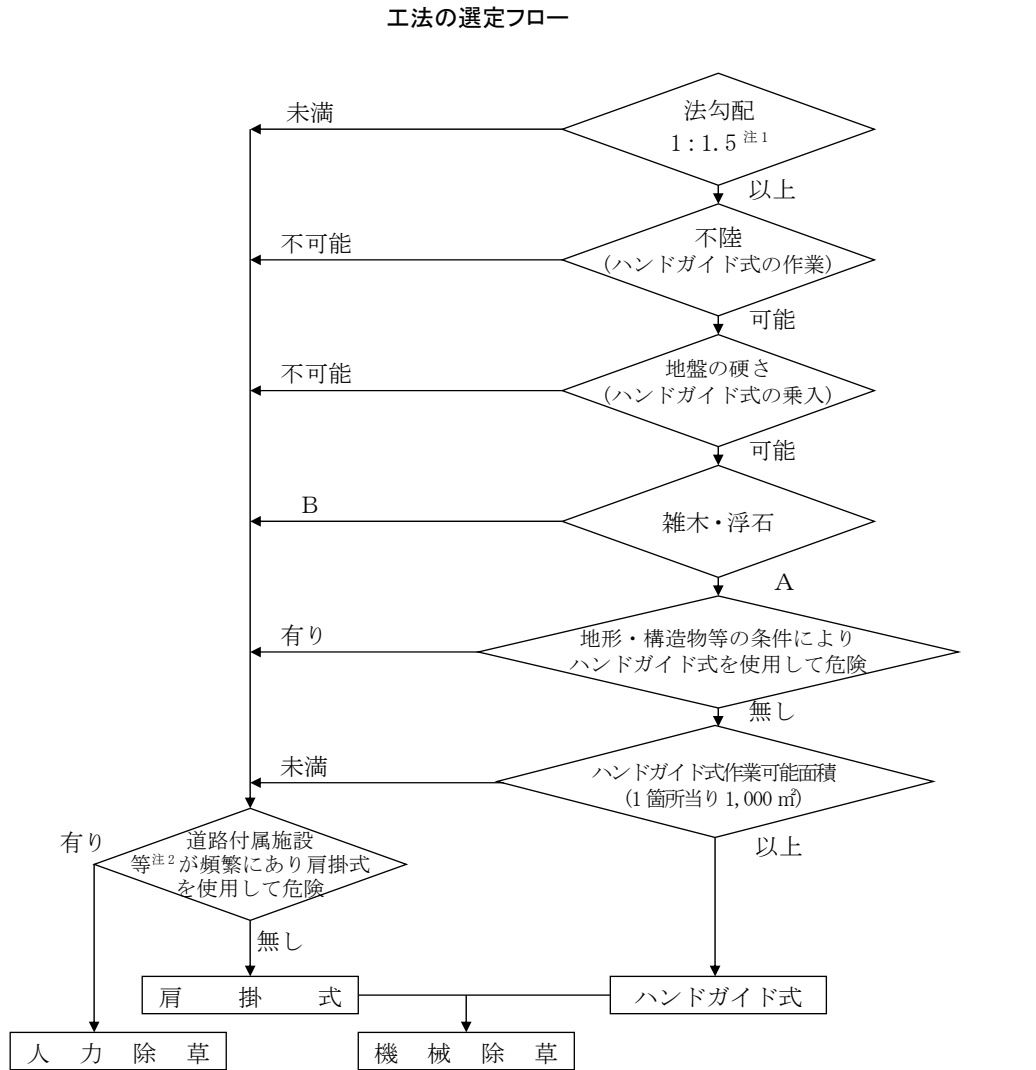 工法の選定フロー
法勾配
未満
1:1.5 注1
以上
不陸
不可能
(ハンドガイド式の作業)
可能
地盤の硬さ
不可能
(ハンドガイド式の乗入)
可能
B
雑木・浮石
A
有り
地形・構造物等の条件により
ハンドガイド式を使用して危険
無し
未満
ハンドガイド式作業可能面積
(1箇所当り1,000㎡)
有り
道路付属施設
等注2が頻繁にあり肩掛式
を使用して危険
以上
無し
肩掛式
ハンドガイド式
人力除草
機械除草